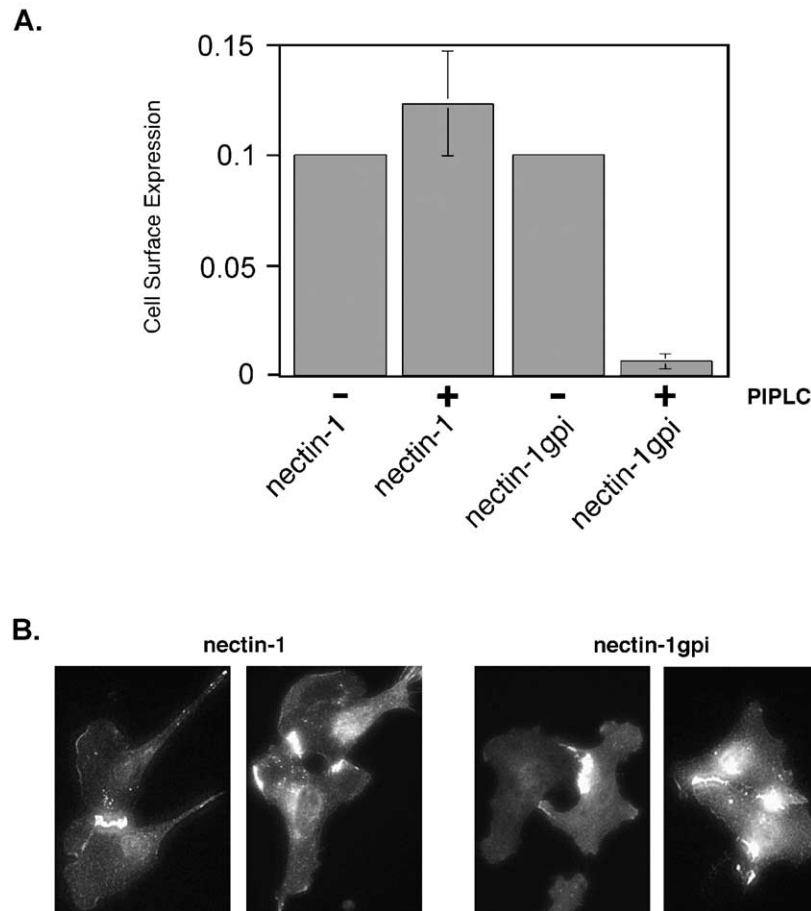 A.
Cell Surface Expression
0.15
0.1
0.05
0
- + - + PIPLC
nectin-1 nectin-1 nectin-1gpi nectin-1gpi
B.
nectin-1 nectin-1gpi